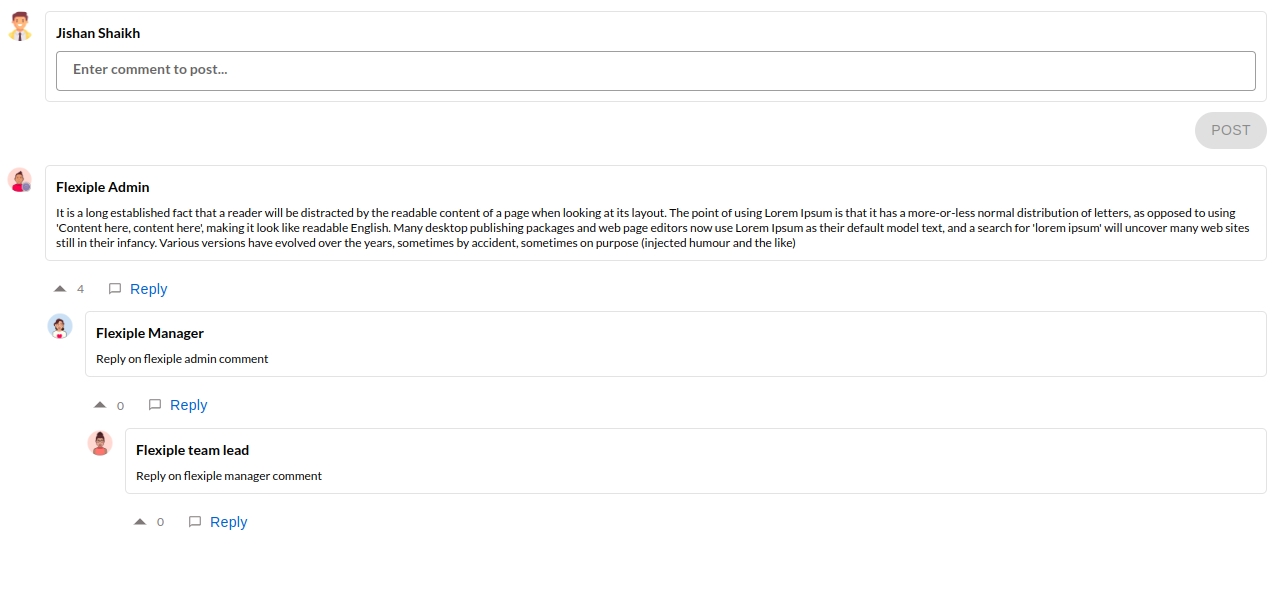 Jishan Shaikh
Enter comment to post...
POST
Flexiple Admin
It is a long established fact that a reader will be distracted by the readable content of a page when looking at its layout. The point of using Lorem Ipsum is that it has a more-or-less normal distribution of letters, as opposed to using
'Content here, content here', making it look like readable English. Many desktop publishing packages and web page editors now use Lorem Ipsum as their default model text, and a search for 'lorem ipsum' will uncover many web sites
still in their infancy. Various versions have evolved over the years, sometimes by accident, sometimes on purpose (injected humour and the like)
4 Reply
Flexiple Manager
Reply on flexiple admin comment
0 Reply
Flexiple team lead
Reply on flexiple manager comment
0 Reply